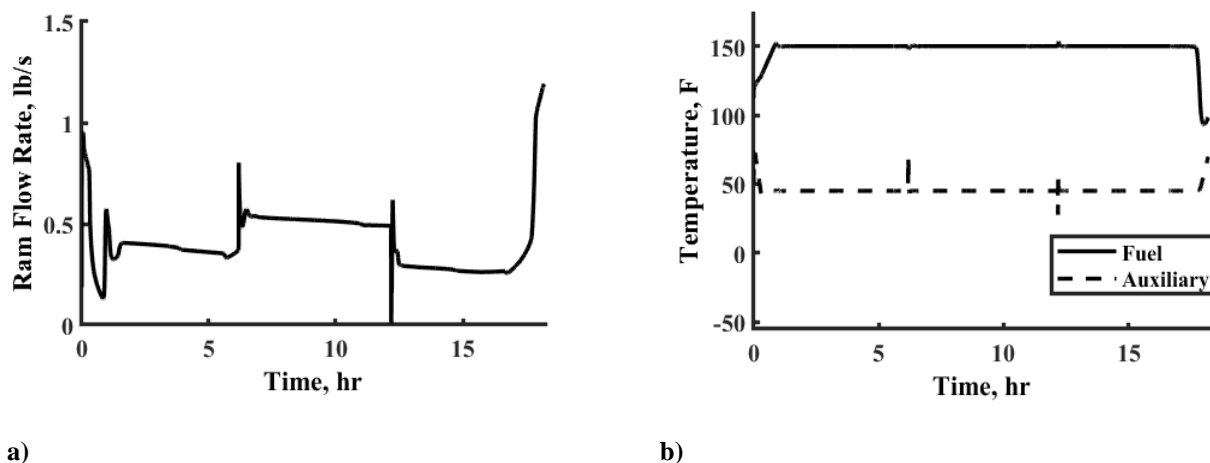 1.5
1
0.5
0
Ram Flow Rate, lb/s
0 5 10 15
Time, hr
a)
150
100
50
0
-50
Temperature, F
Fuel
Auxiliary
0 5 10 15
Time, hr
b)